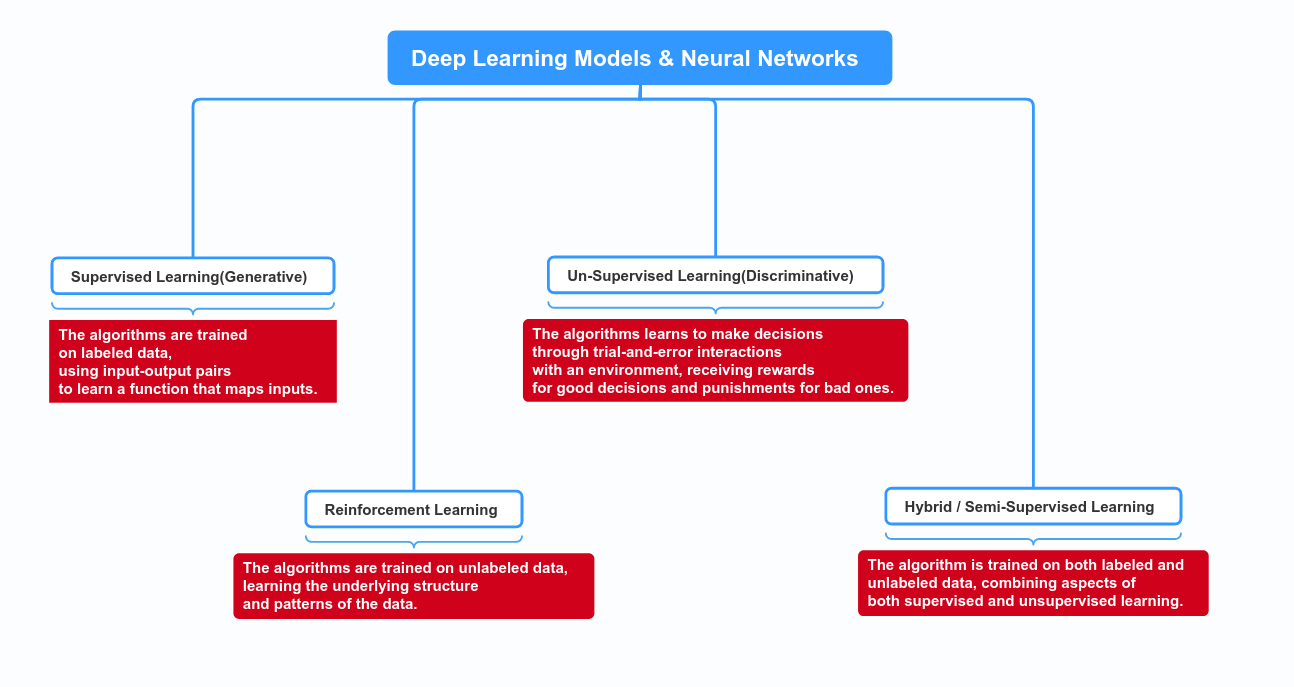 Deep Learning Models & Neural Networks
Supervised Learning(Generative)
The algorithms are trained
on labeled data,
using input-output pairs
to learn a function that maps inputs.
Un-Supervised Learning(Discriminative)
The algorithms learns to make decisions
through trial-and-error interactions
with an environment, receiving rewards
for good decisions and punishments for bad ones.
Reinforcement Learning
The algorithms are trained on unlabeled data,
learning the underlying structure
and patterns of the data.
Hybrid / Semi-Supervised Learning
The algorithm is trained on both labeled and
unlabeled data, combining aspects of
both supervised and unsupervised learning.